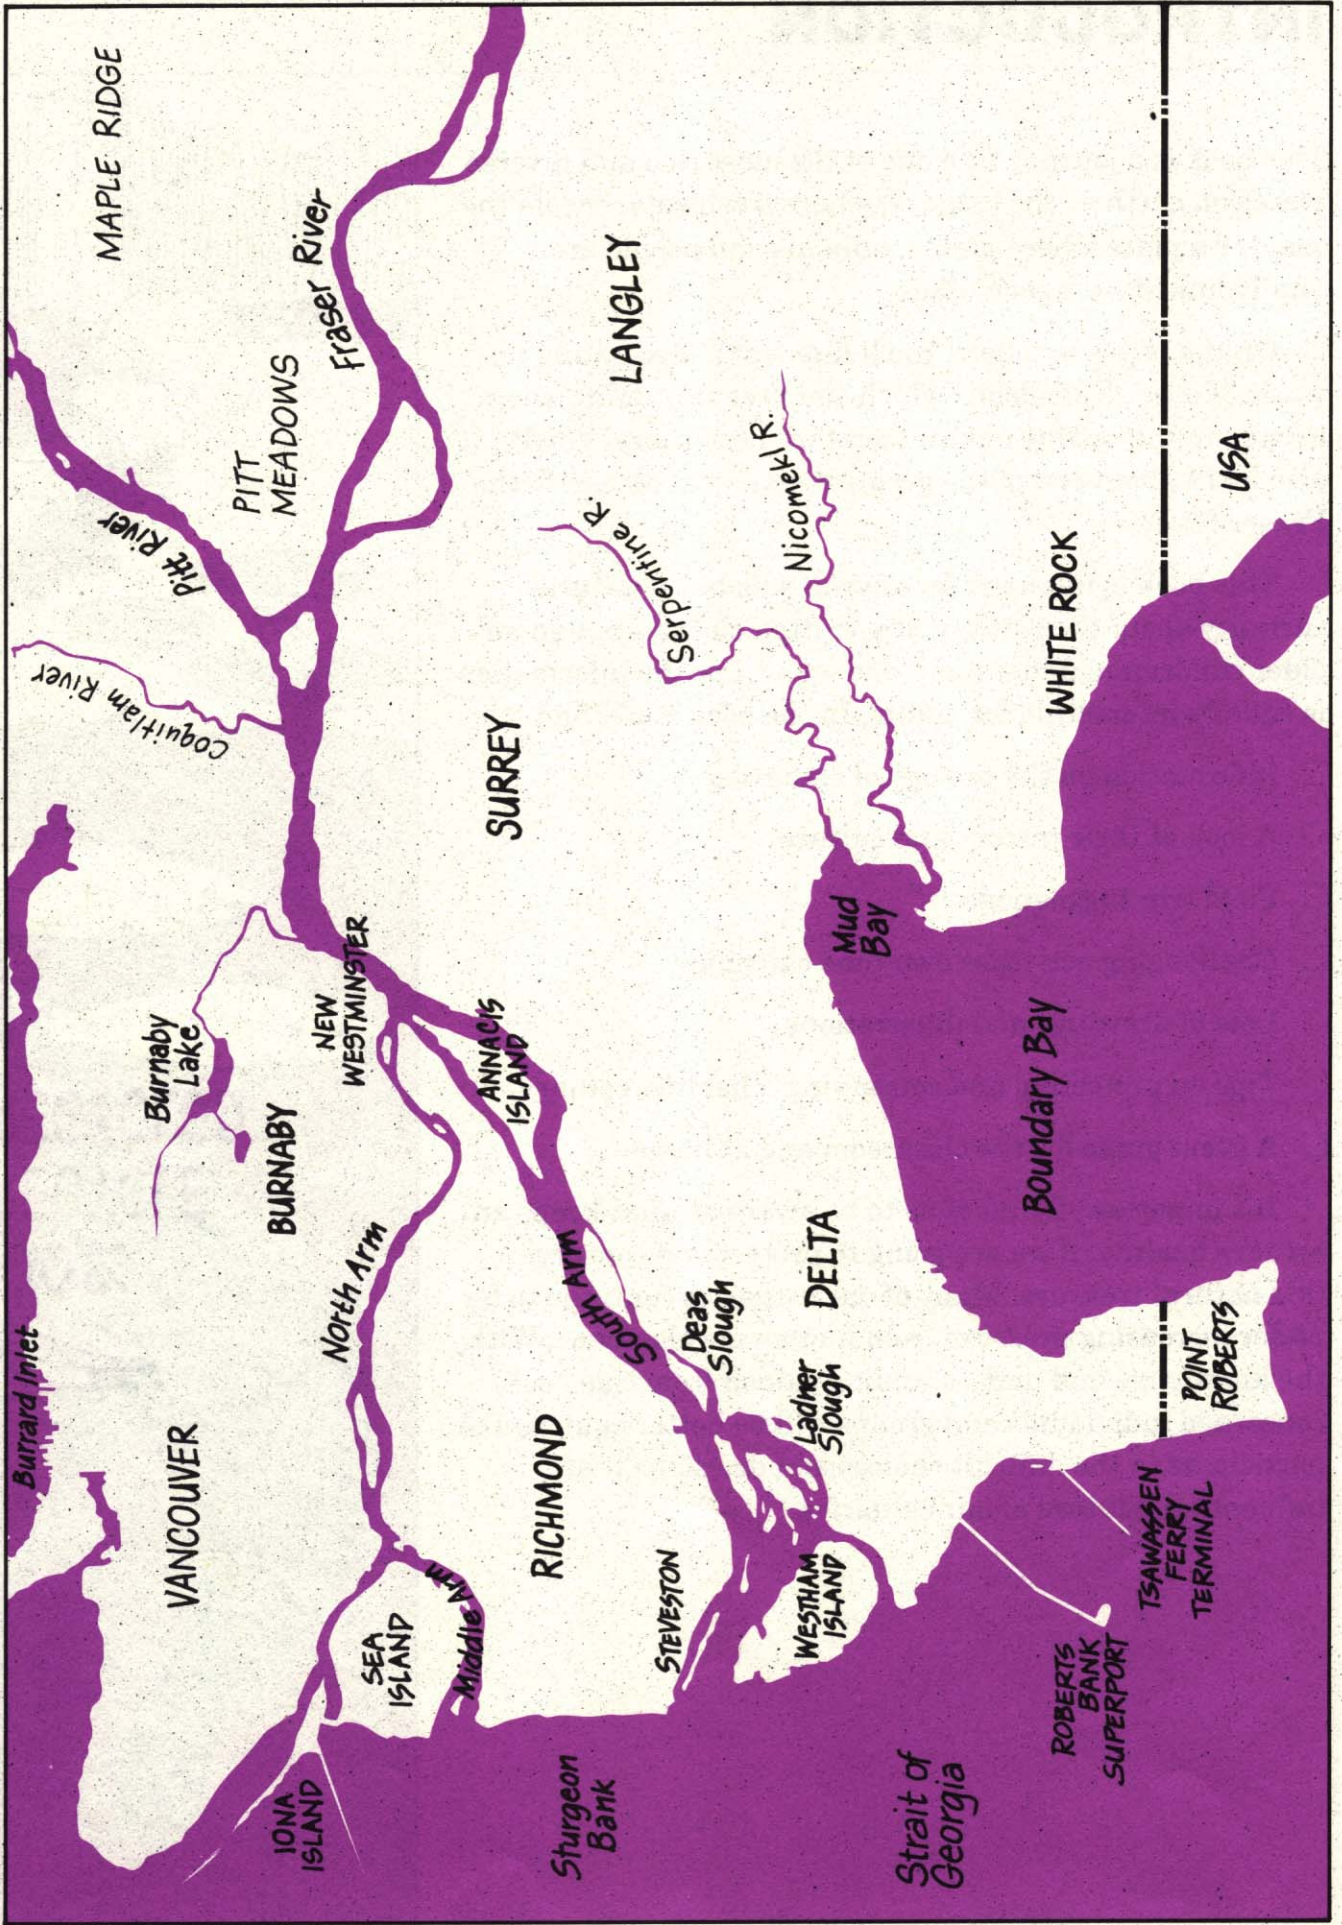 Burrard Inlet
MAPLE RIDGE
Pitt River
Coquitlam River
PITT
MEADOWS
Fraser River
VANCOUVER
Burnaby
Lake
BURNABY
NEW
WESTMINSTER
North Arm
ANNACIS
ISLAND
IONA
ISLAND
SEA
ISLAND
Middle Arm
RICHMOND
South Arm
SURREY
LANGLEY
Serpentine R.
Nicomekl R.
Sturgeon
Bank
STEVESTON
Deas
Slough
Ladner
Slough
WESTHAM
ISLAND
DELTA
Mud
Bay
Strait of
Georgia
Boundary Bay
WHITE ROCK
ROBERTS
BANK
SUPERPORT
TSAWASSEN
FERRY
TERMINAL
POINT
ROBERTS
USA